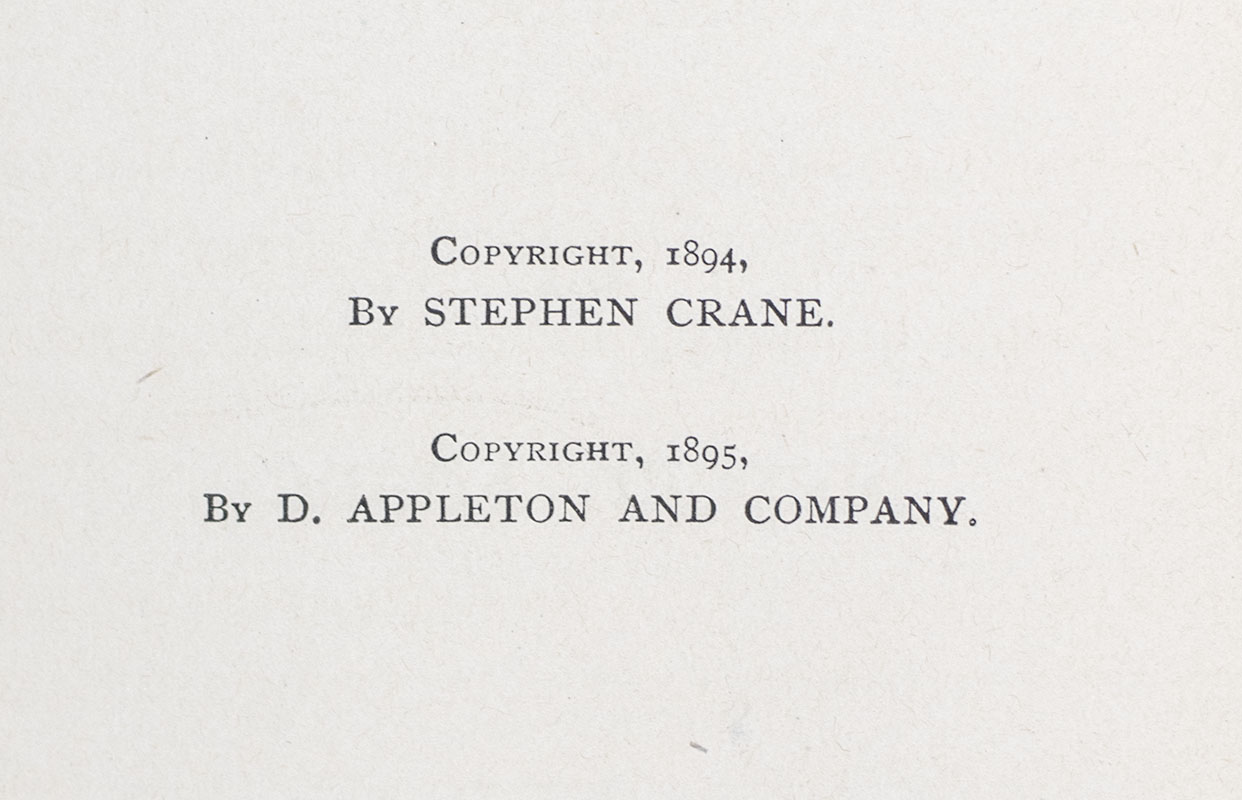 Copyright, 1894,
By STEPHEN CRANE.
Copyright, 1895,
By D. APPLETON AND COMPANY.